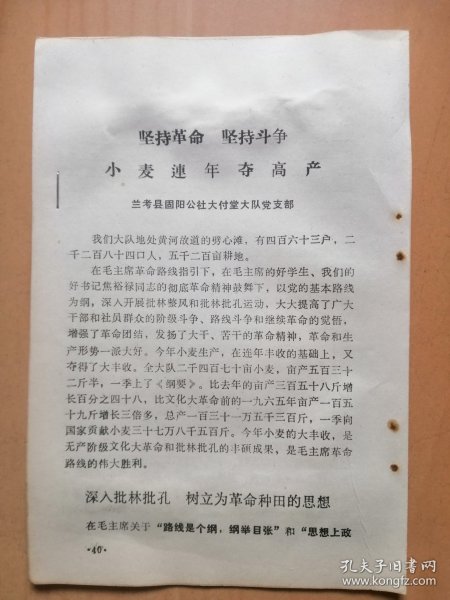 坚持革命 坚持斗争
小麦連年夺高产
兰考县固阳公社大付堂大队党支部
我们大队地处黄河故道的劈心滩，有四百六十三户，二
千二百八十四口人，五千二百亩耕地。
在毛主席革命路线指引下，在毛主席的好学生、我们的
好书记焦裕禄同志的彻底革命精神鼓舞下，以党的基本路线
为纲，深入开展批林整风和批林批孔运动，大大提高了广大
干部和社员群众的阶级斗争、路线斗争和继续革命的觉悟，
增强了革命团结，发扬了大干、苦干的革命精神，革命和生
产形势一派大好。今年小麦生产，在连年丰收的基础上，又
夺得了大丰收。全大队二千四百七十亩小麦，亩产五百三十
二斤半，一季上了《纲要》。比去年的亩产三百五十八斤增
长百分之四十八，比文化大革命前的一九六五年亩产一百五
十九斤增长三倍多，总产一百三十一万五千三百斤，一季向
国家贡献小麦三十七万八千五百斤。今年小麦的大丰收，是
无产阶级文化大革命和批林批孔的丰硕成果，是毛主席革命
路线的伟大胜利。
深入批林批孔 树立为革命种田的思想
在毛主席关于“路线是个纲，纲举目张”和“思想上政
·40·
孔夫子旧书网